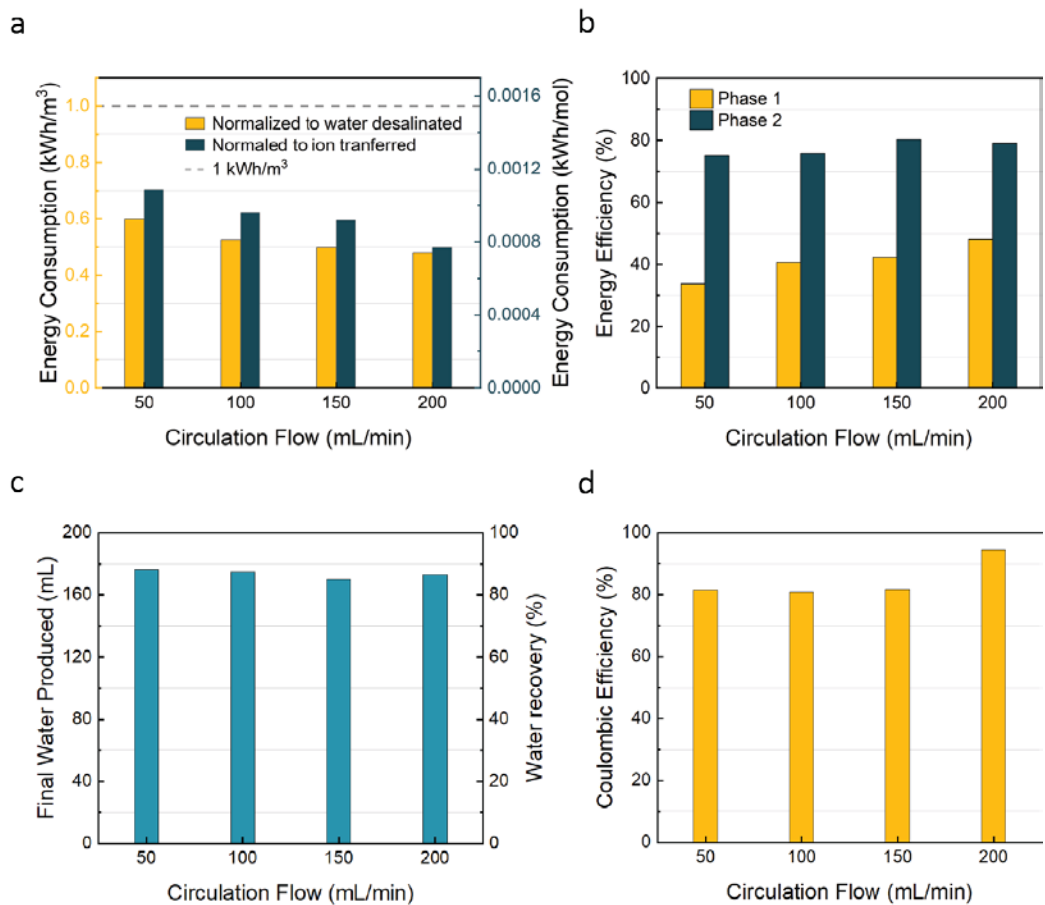 a
Energy Consumption (kWh/m³)
1.0
0.8
0.6
0.4
0.2
0.0
Normalized to water desalinated
Normaled to ion tranferred
1 kWh/m³
0.0016
0.0012
0.0008
0.0004
0.0000
Energy Consumption (kWh/mol)
50 100 150 200
Circulation Flow (mL/min)
b
Energy Efficiency (%)
100
80
60
40
20
0
Phase 1
Phase 2
50 100 150 200
Circulation Flow (mL/min)
c
Final Water Produced (mL)
200
160
120
80
40
0
100
80
60
40
20
0
Water recovery (%)
50 100 150 200
Circulation Flow (mL/min)
d
Coulombic Efficiency (%)
100
80
60
40
20
0
50 100 150 200
Circulation Flow (mL/min)